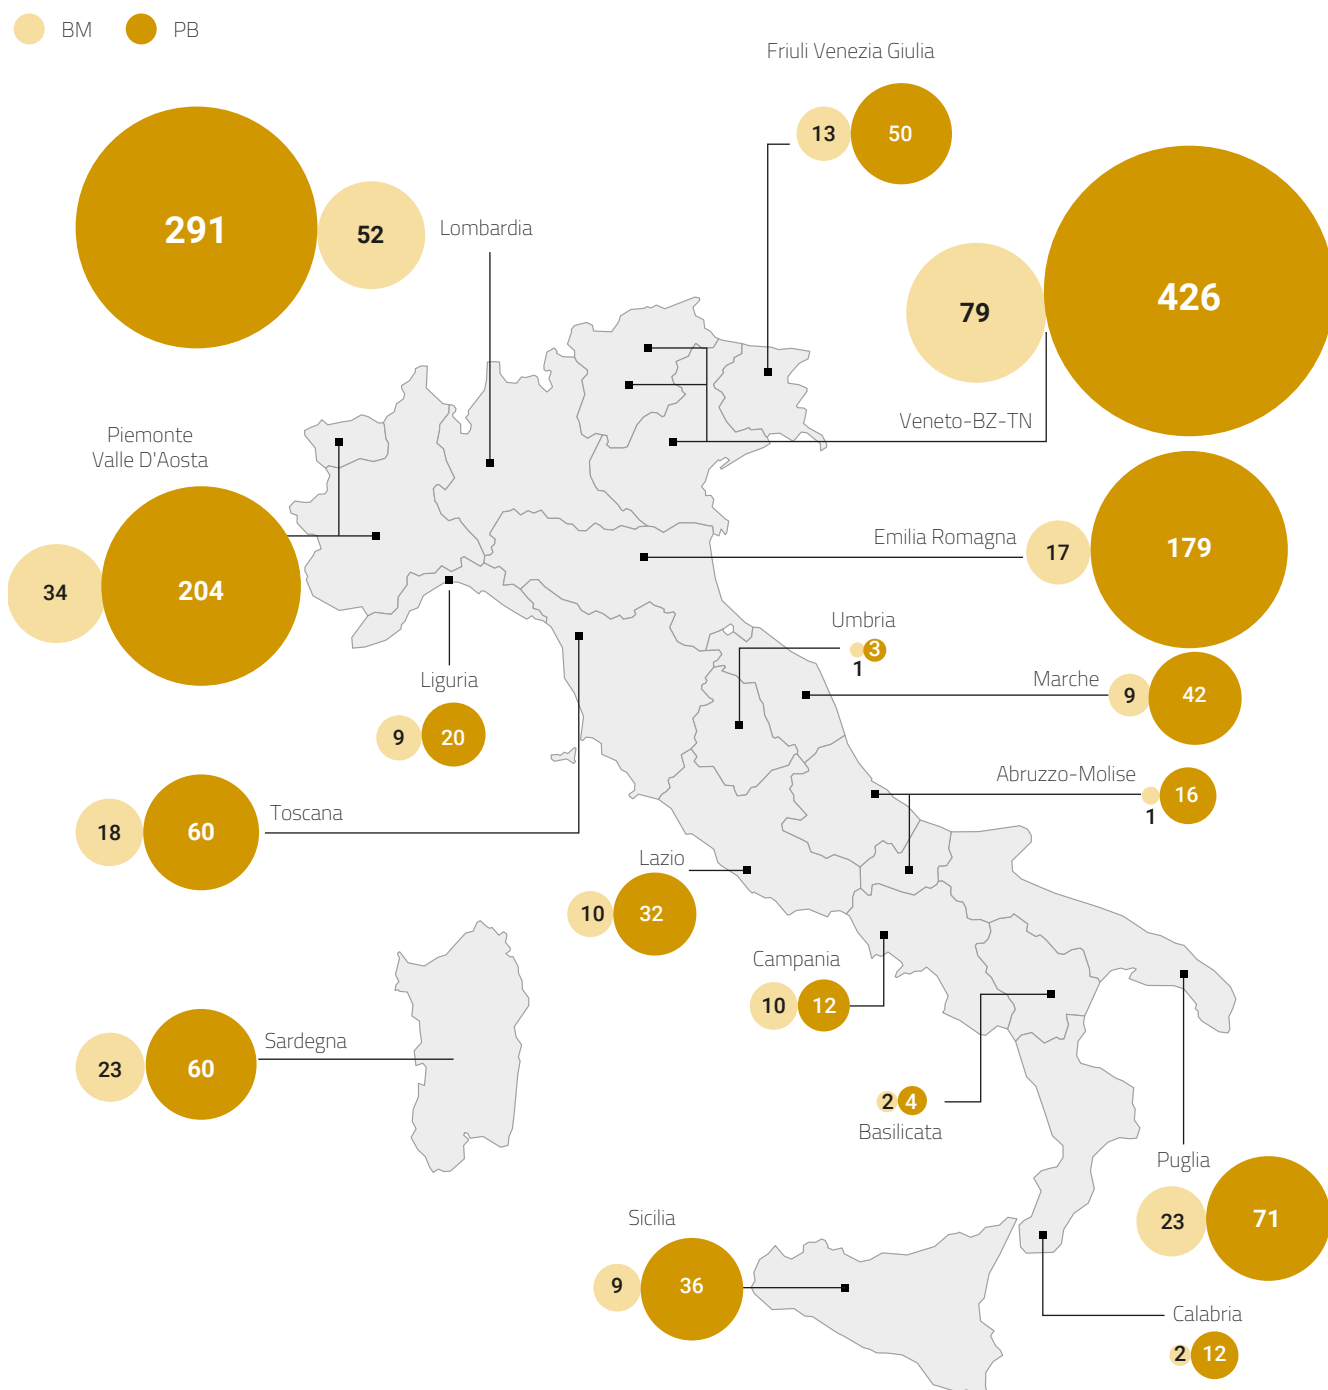 BM PB
Friuli Venezia Giulia
13 50
291 52
Lombardia
79 426
Veneto-BZ-TN
Piemonte
Valle D'Aosta
34 204
Emilia Romagna
17 179
Umbria
1 3
Marche
9 42
Liguria
9 20
Abruzzo-Molise
1 16
Toscana
18 60
Lazio
10 32
Campania
10 12
Sardegna
23 60
2 4
Basilicata
Puglia
23 71
Sicilia
9 36
Calabria
2 12